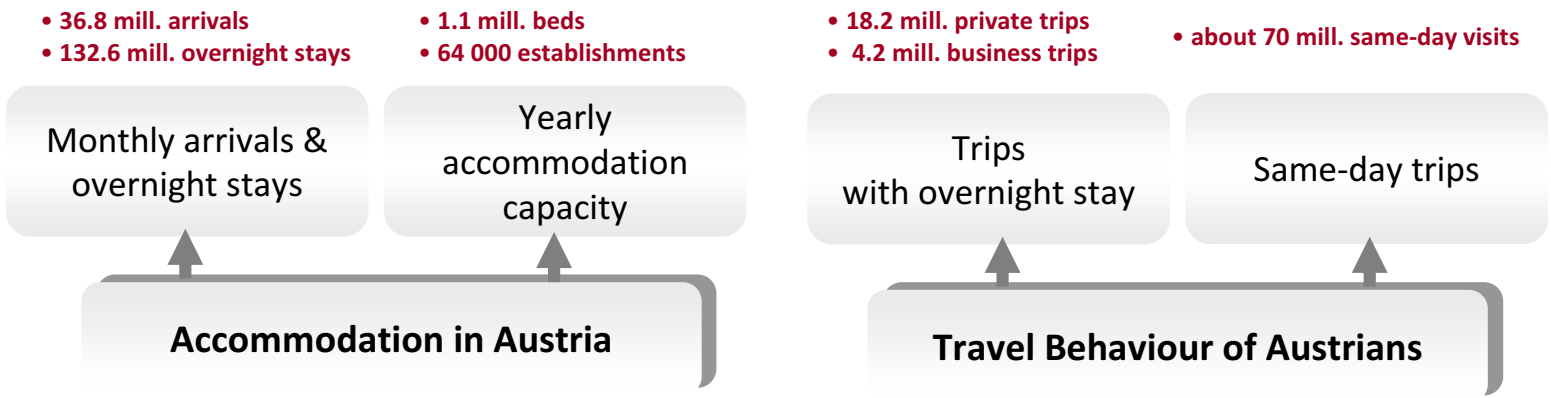 • 36.8 mill. arrivals
• 132.6 mill. overnight stays
• 1.1 mill. beds
• 64 000 establishments
• 18.2 mill. private trips
• 4.2 mill. business trips
• about 70 mill. same-day visits
Monthly arrivals &
overnight stays
Yearly
accommodation
capacity
Trips
with overnight stay
Same-day trips
Accommodation in Austria
Travel Behaviour of Austrians